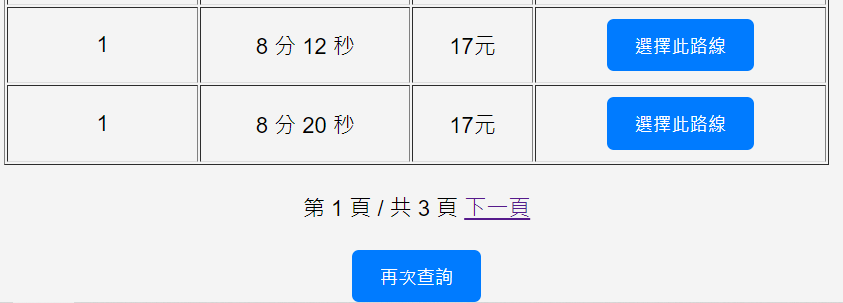 1 8 分 12 秒 17元 選擇此路線
1 8 分 20 秒 17元 選擇此路線
第 1 頁 / 共 3 頁 下一頁
再次查詢